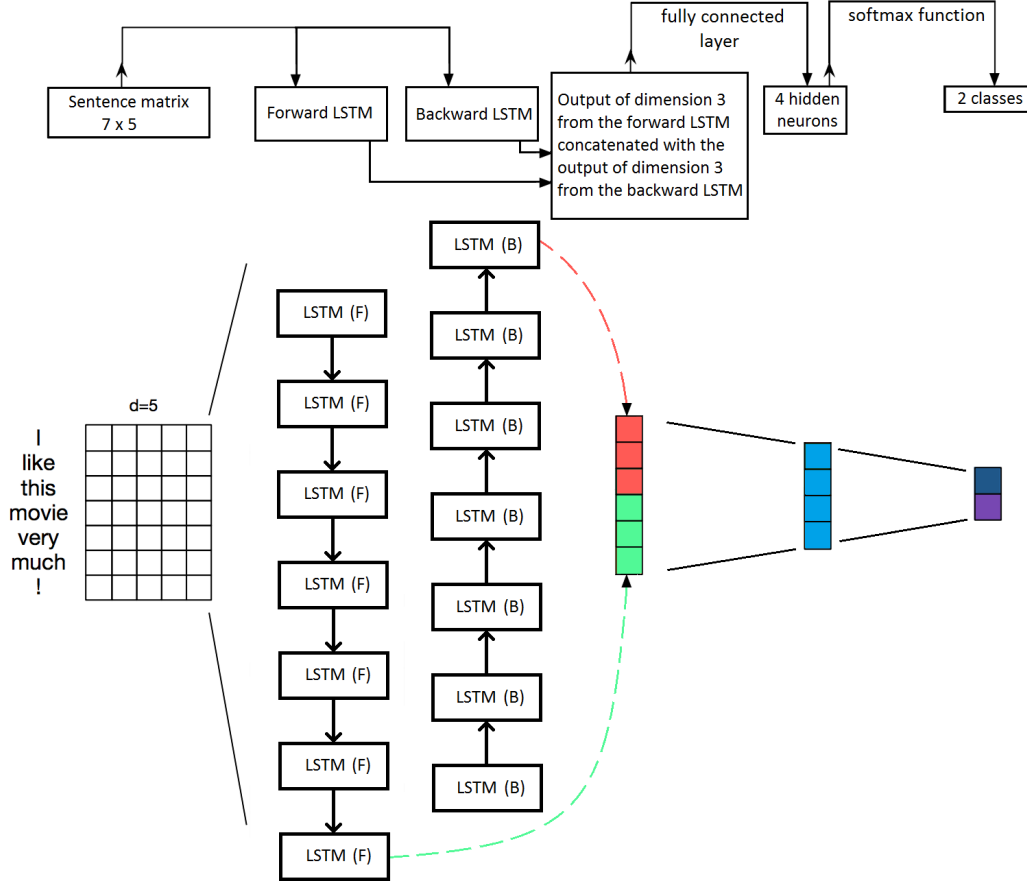 fully connected
layer
softmax function
Sentence matrix
7 x 5
Forward LSTM
Backward LSTM
Output of dimension 3
from the forward LSTM
concatenated with the
output of dimension 3
from the backward LSTM
4 hidden
neurons
2 classes
d=5
I
like
this
movie
very
much
!
LSTM (F)
LSTM (F)
LSTM (F)
LSTM (F)
LSTM (F)
LSTM (F)
LSTM (F)
LSTM (B)
LSTM (B)
LSTM (B)
LSTM (B)
LSTM (B)
LSTM (B)
LSTM (B)